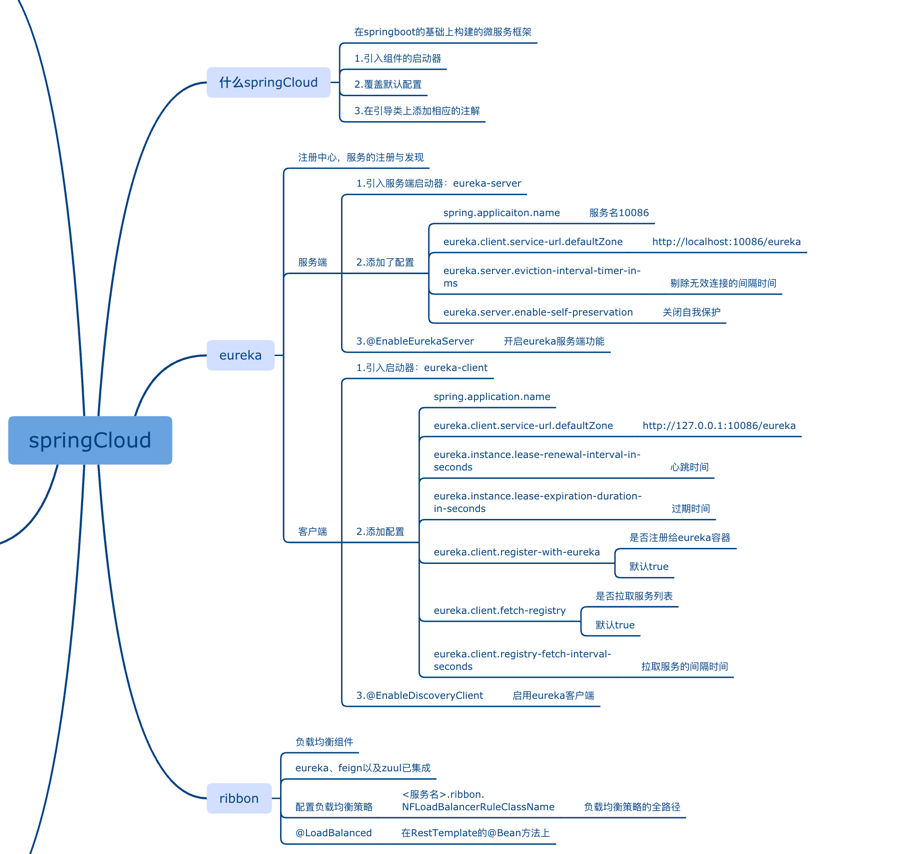 springCloud
什么springCloud
在springboot的基础上构建的微服务框架
1.引入组件的启动器
2.覆盖默认配置
3.在引导类上添加相应的注解
eureka
注册中心，服务的注册与发现
服务端
1.引入服务端启动器：eureka-server
2.添加了配置
spring.applicaiton.name 服务名10086
eureka.client.service-url.defaultZone http://localhost:10086/eureka
eureka.server.eviction-interval-timer-in-
ms 剔除无效连接的间隔时间
eureka.server.enable-self-preservation 关闭自我保护
3.@EnableEurekaServer 开启eureka服务端功能
客户端
1.引入启动器：eureka-client
2.添加配置
spring.application.name
eureka.client.service-url.defaultZone http://127.0.0.1:10086/eureka
eureka.instance.lease-renewal-interval-in-
seconds 心跳时间
eureka.instance.lease-expiration-duration-
in-seconds 过期时间
eureka.client.register-with-eureka
是否注册给eureka容器
默认true
eureka.client.fetch-registry
是否拉取服务列表
默认true
eureka.client.registry-fetch-interval-
seconds 拉取服务的间隔时间
3.@EnableDiscoveryClient 启用eureka客户端
ribbon
负载均衡组件
eureka、feign以及zuul已集成
配置负载均衡策略
<服务名>.ribbon.
NFLoadBalancerRuleClassName 负载均衡策略的全路径
@LoadBalanced 在RestTemplate的@Bean方法上